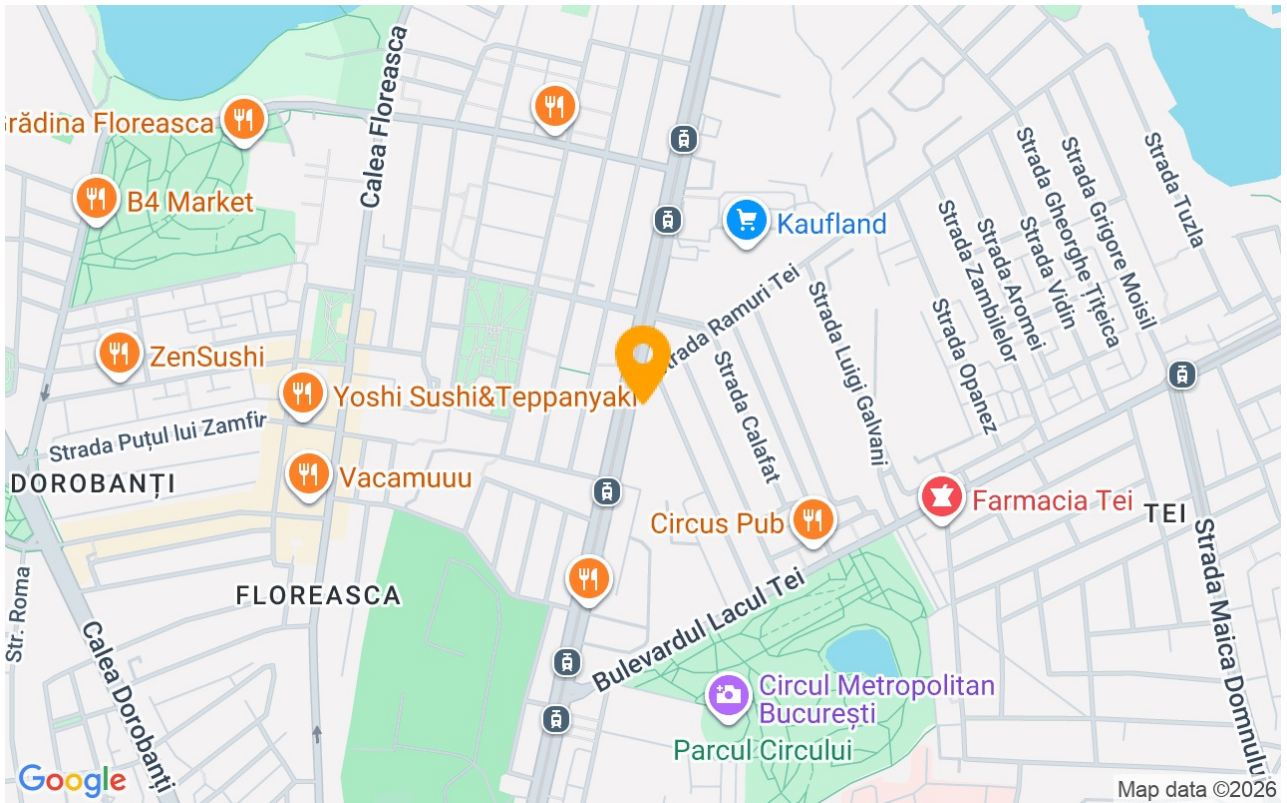 Calea Floreasca
Grădina Floreasca
B4 Market
Kaufland
Strada Tuzla
Strada Grigore Moisil
Strada Gheorghe Țițeica
Strada Vidin
Strada Aromei
Strada Zambilelor
Strada Opanez
Strada Luigi Galvani
Strada Ramuri Tei
Strada Calafat
ZenSushi
Yoshi Sushi&Teppanyaki
Strada Puțul lui Zamfir
Vacamuuu
DOROBANȚI
Circus Pub
Farmacia Tei
TEI
Strada Maica Domnului
FLOREASCA
Str. Roma
Calea Dorobanți
Bulevardul Lacul Tei
Circul Metropolitan
București
Parcul Circului
Google
Map data ©2026